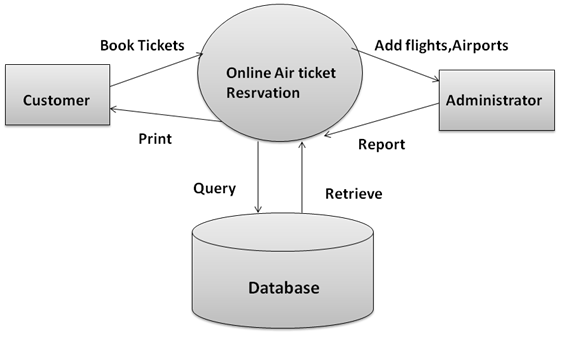 Book Tickets
Add flights,Airports
Online Air ticket
Resrvation
Customer
Administrator
Print
Report
Query
Retrieve
Database